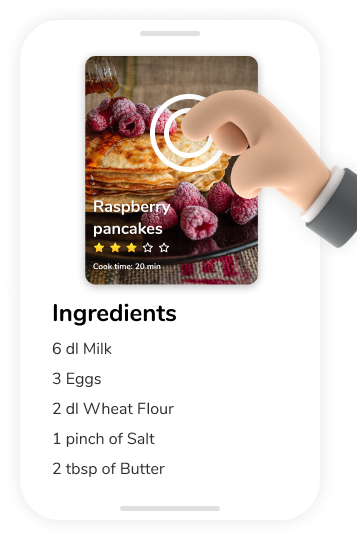 Raspberry
pancakes
Cook time: 20 min
Ingredients
6 dl Milk
3 Eggs
2 dl Wheat Flour
1 pinch of Salt
2 tbsp of Butter